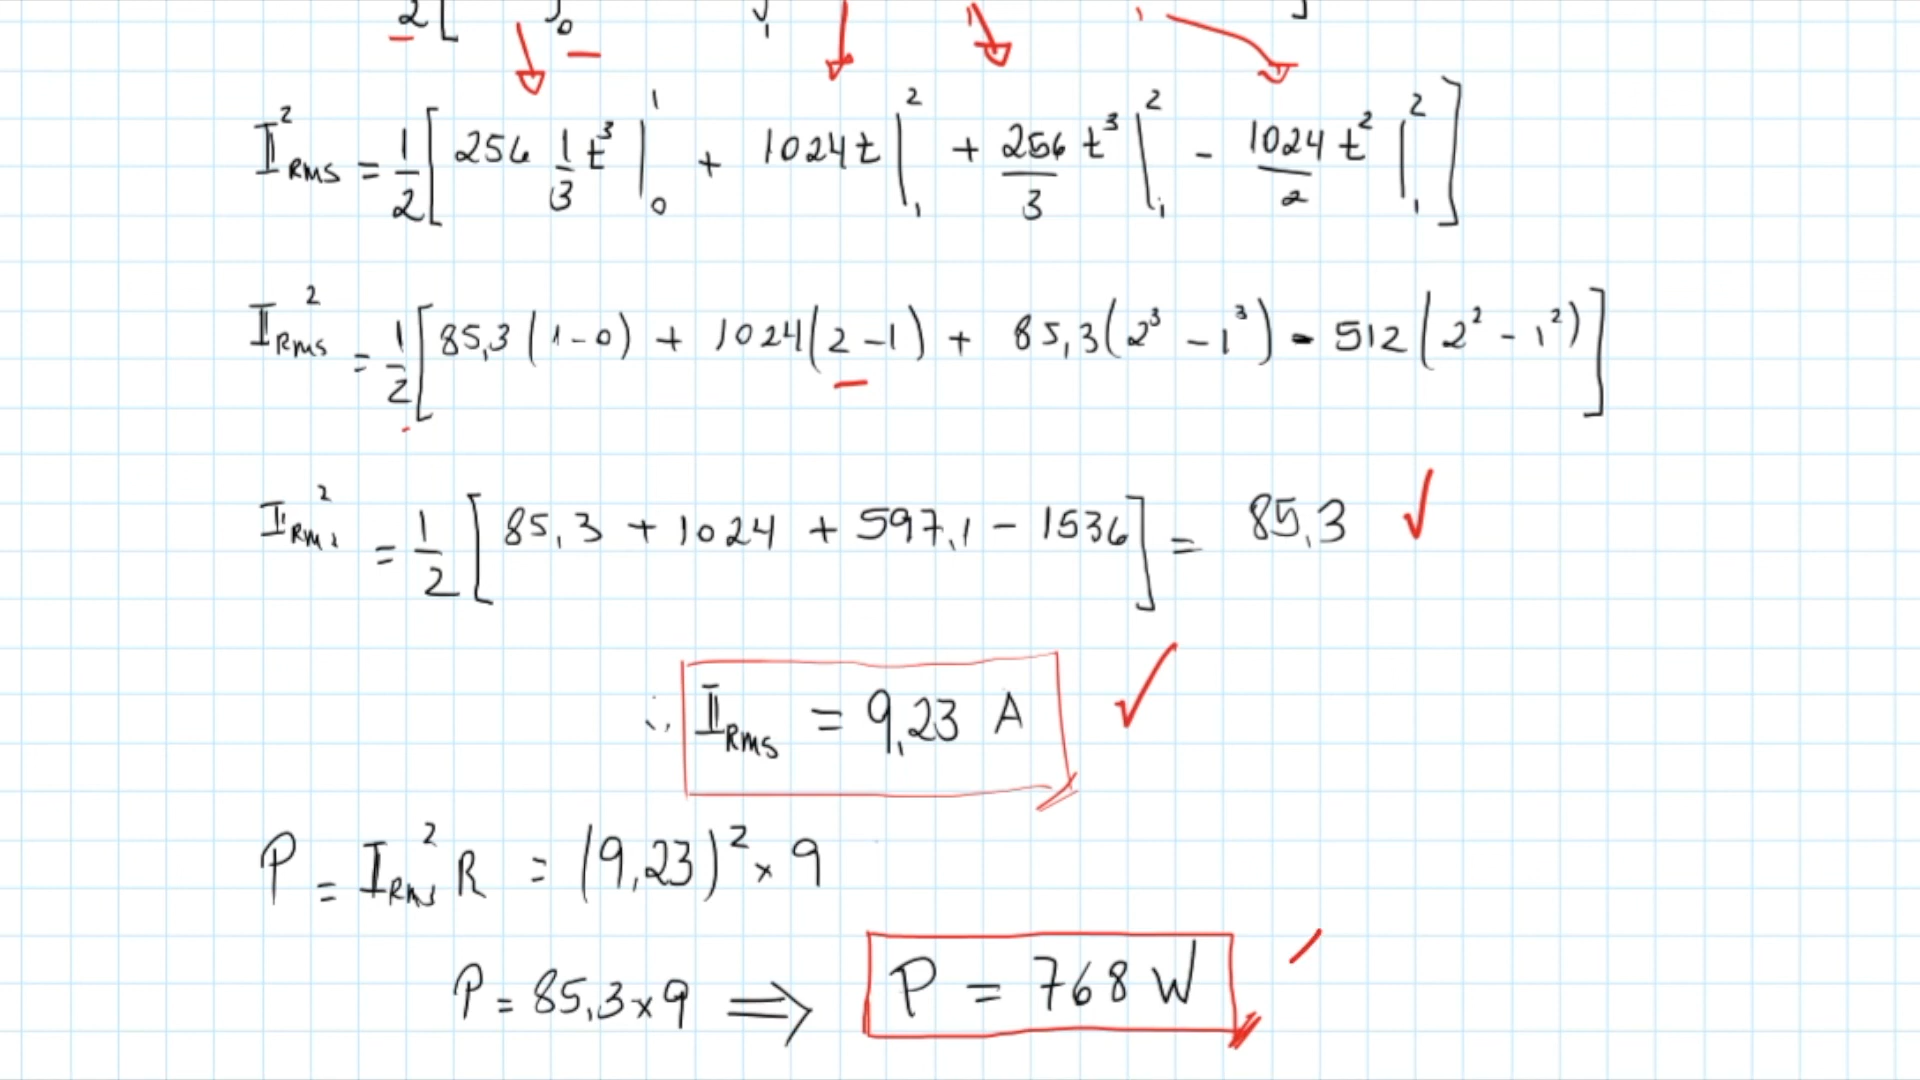 2[ ∫₀ ∫₁ ]
I²RMS = 1/2 [ 256 1/3 t³ |₀¹ + 1024t |₁² + 256/3 t³ |₁² - 1024/2 t² |₁² ]
I²RMS = 1/2 [ 85,3 (1-0) + 1024(2-1) + 85,3(2³ - 1³) - 512(2² - 1²) ]
I²RMS = 1/2 [ 85,3 + 1024 + 597,1 - 1536 ] = 85,3 ✓
∴ IRMS = 9,23 A ✓
P = I²RMS R = (9,23)² × 9
P = 85,3×9 ⟹ P = 768 W